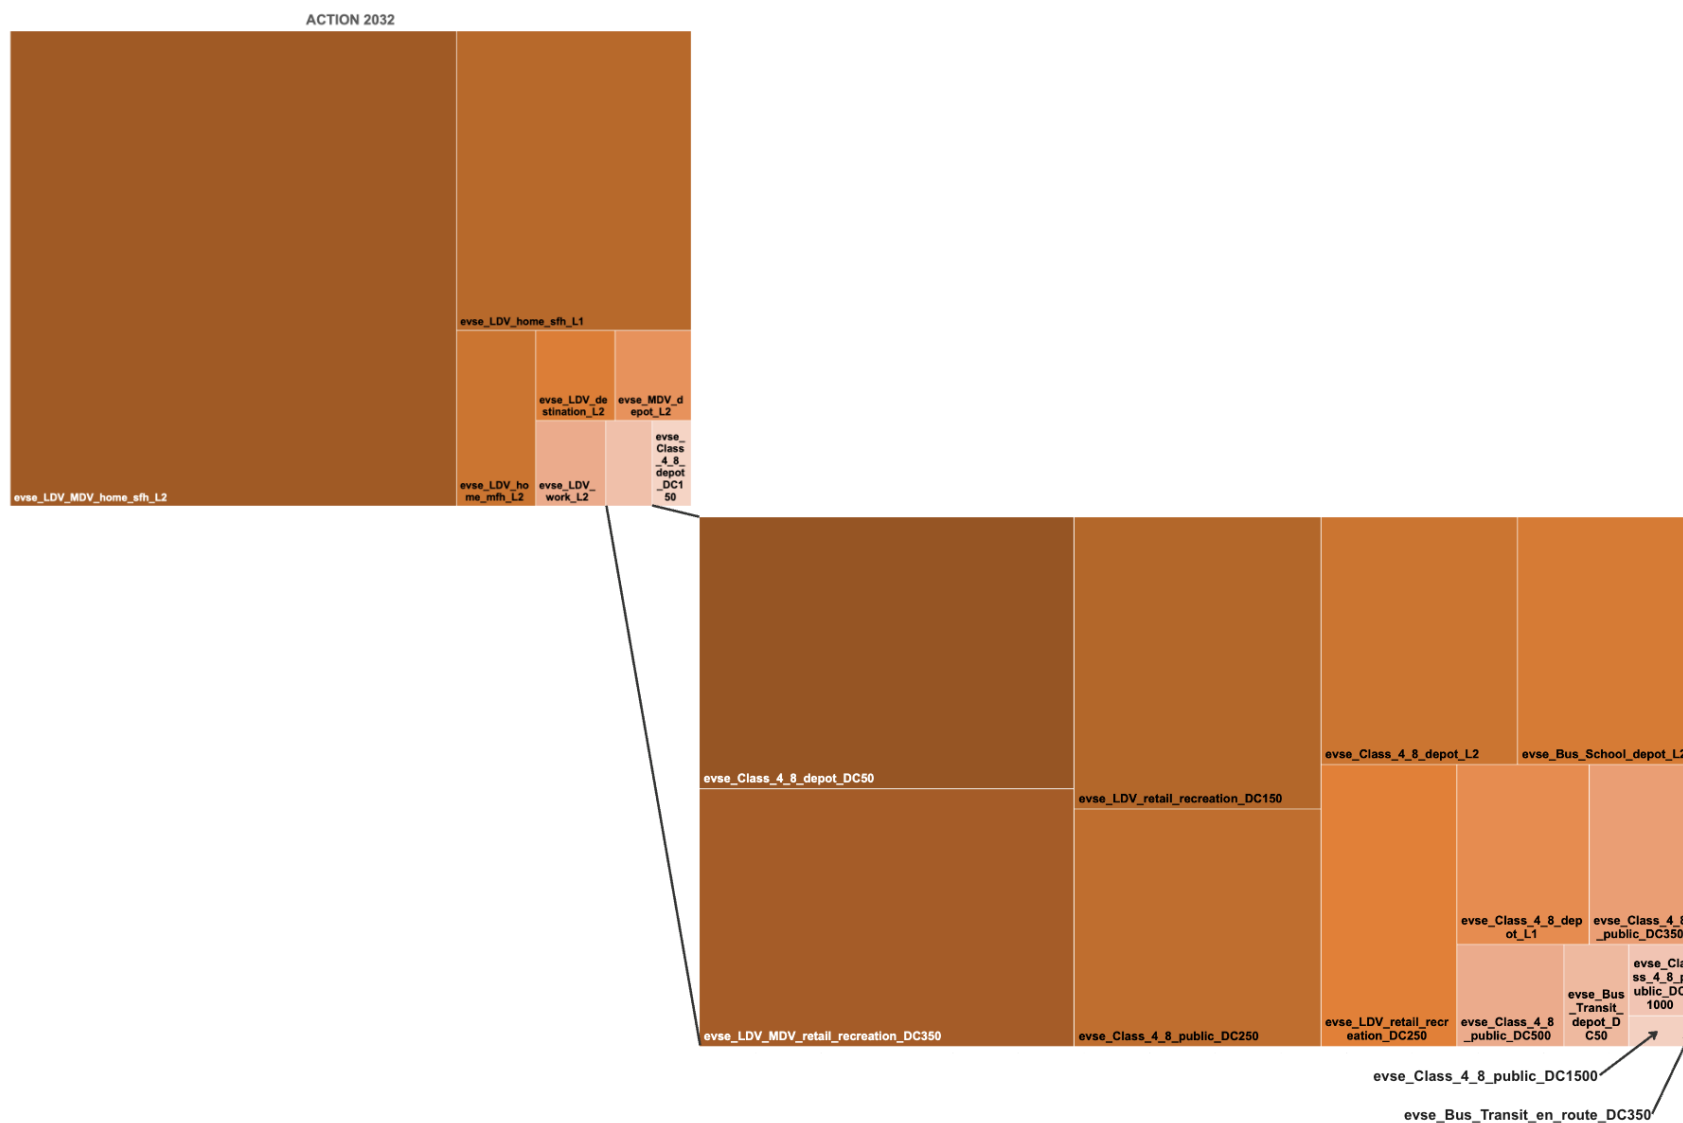 ACTION 2032
evse_LDV_home_sfh_L1
evse_LDV_de
stination_L2
evse_MDV_d
epot_L2
evse_
Class
_4_8_
depot
_DC1
50
evse_LDV_ho
me_mfh_L2
evse_LDV_
work_L2
evse_LDV_MDV_home_sfh_L2
evse_Class_4_8_depot_L2
evse_Bus_School_depot_L2
evse_Class_4_8_depot_DC50
evse_LDV_retail_recreation_DC150
evse_Class_4_8_dep
ot_L1
evse_Class_4_8
_public_DC350
evse_Cla
ss_4_8_p
ublic_DC
1000
evse_Bus
_Transit_
depot_D
C50
evse_LDV_MDV_retail_recreation_DC350
evse_Class_4_8_public_DC250
evse_LDV_retail_recr
eation_DC250
evse_Class_4_8
_public_DC500
evse_Class_4_8_public_DC1500
evse_Bus_Transit_en_route_DC350